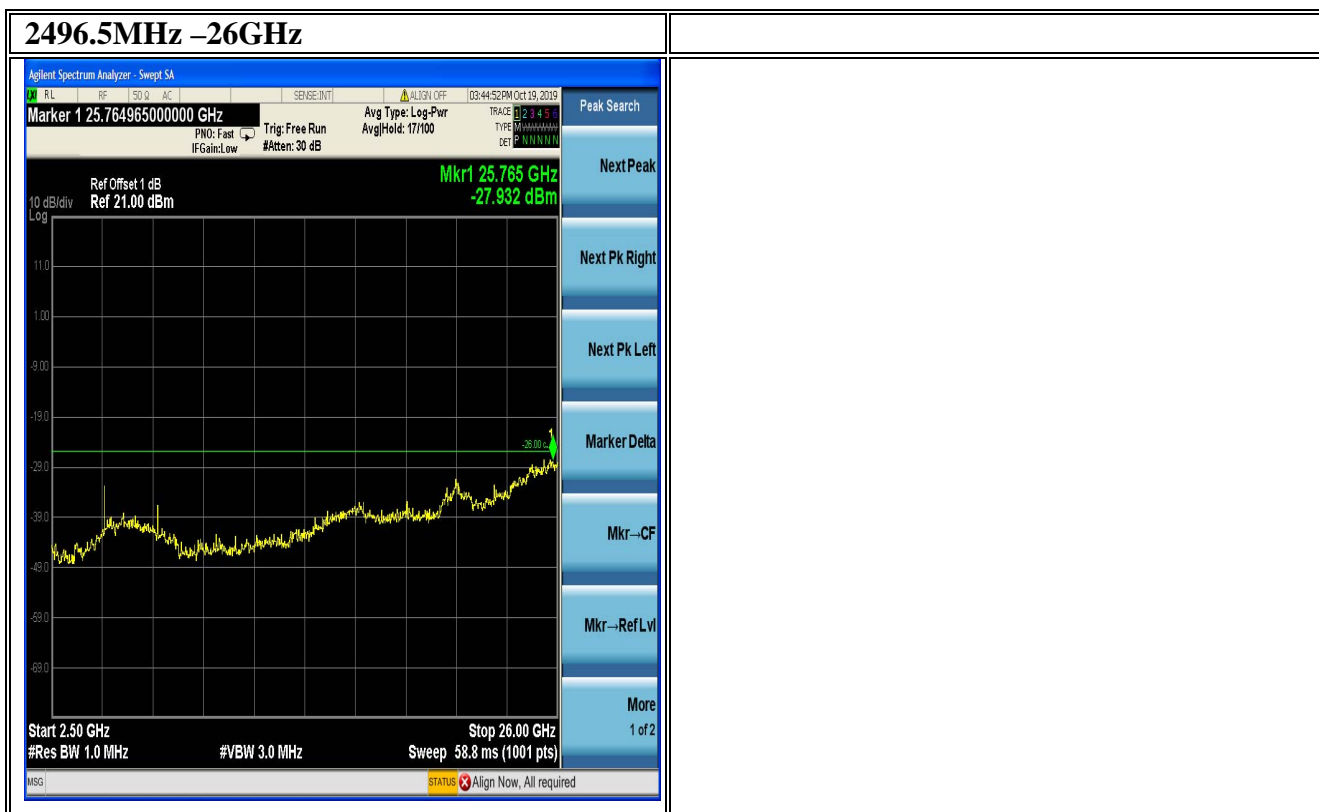 2496.5MHz –26GHz
Agilent Spectrum Analyzer - Swept SA
LXI RL RF 50 Ω AC SENSE:INT ALIGN OFF 03:44:52PM Oct 19, 2019
Marker 1 25.764965000000 GHz
PNO: Fast
IFGain:Low
Trig: Free Run
#Atten: 30 dB
Avg Type: Log-Pwr
Avg|Hold: 17/100
TRACE 1 2 3 4 5 6
TYPE M
DET P N N N N N
Mkr1 25.765 GHz
-27.932 dBm
Ref Offset 1 dB
10 dB/div Ref 21.00 dBm
Log
11.0
1.00
-9.00
-19.0
-29.0
-39.0
-49.0
-59.0
-69.0
-26.00
Start 2.50 GHz
Stop 26.00 GHz
#Res BW 1.0 MHz
#VBW 3.0 MHz
Sweep 58.8 ms (1001 pts)
MSG
STATUS Align Now, All required
Peak Search
Next Peak
Next Pk Right
Next Pk Left
Marker Delta
Mkr→CF
Mkr→Ref Lvl
More
1 of 2